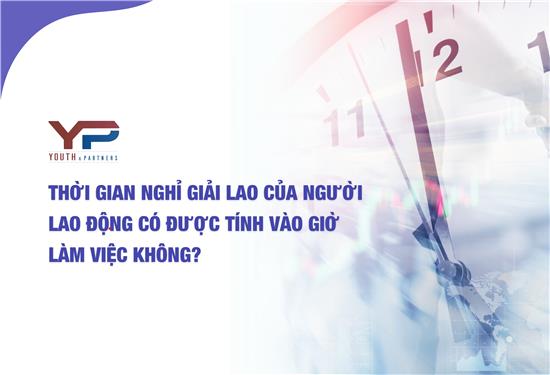 11
12
YP
YOUTH & PARTNERS
THỜI GIAN NGHỈ GIẢI LAO CỦA NGƯỜI
LAO ĐỘNG CÓ ĐƯỢC TÍNH VÀO GIỜ
LÀM VIỆC KHÔNG?